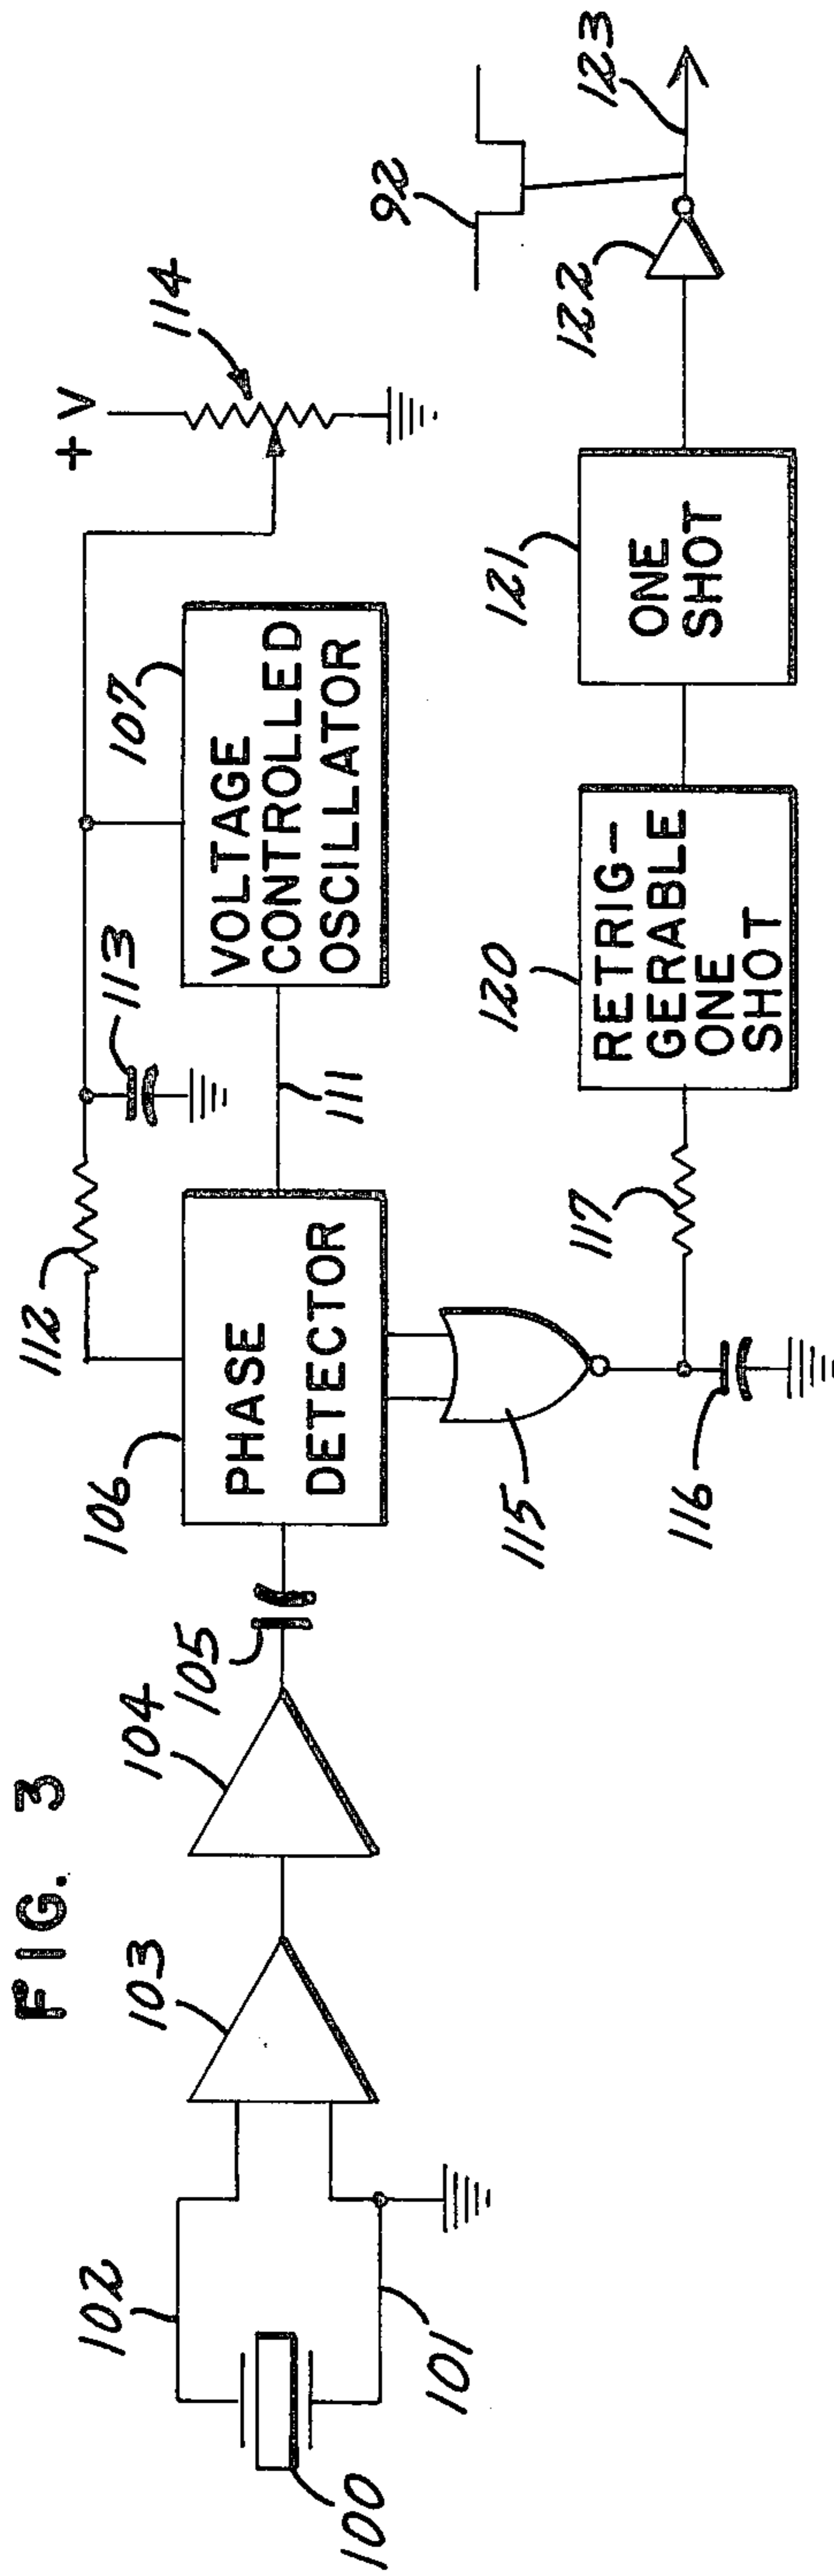 FIG. 3
100
101
102
103
104
105
106
PHASE
DETECTOR
111
112
113
107
VOLTAGE
CONTROLLED
OSCILLATOR
+ V
114
115
116
117
120
RETRIG-
GERABLE
ONE
SHOT
121
ONE
SHOT
122
92
123